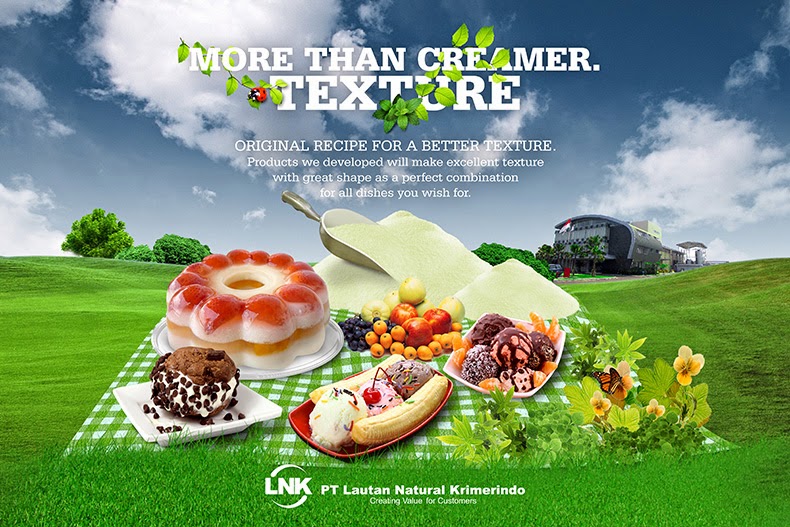 MORE THAN CREAMER.
TEXTURE
ORIGINAL RECIPE FOR A BETTER TEXTURE.
Products we developed will make excellent texture
with great shape as a perfect combination
for all dishes you wish for.
LNK PT Lautan Natural Krimerindo
Creating Value for Customers